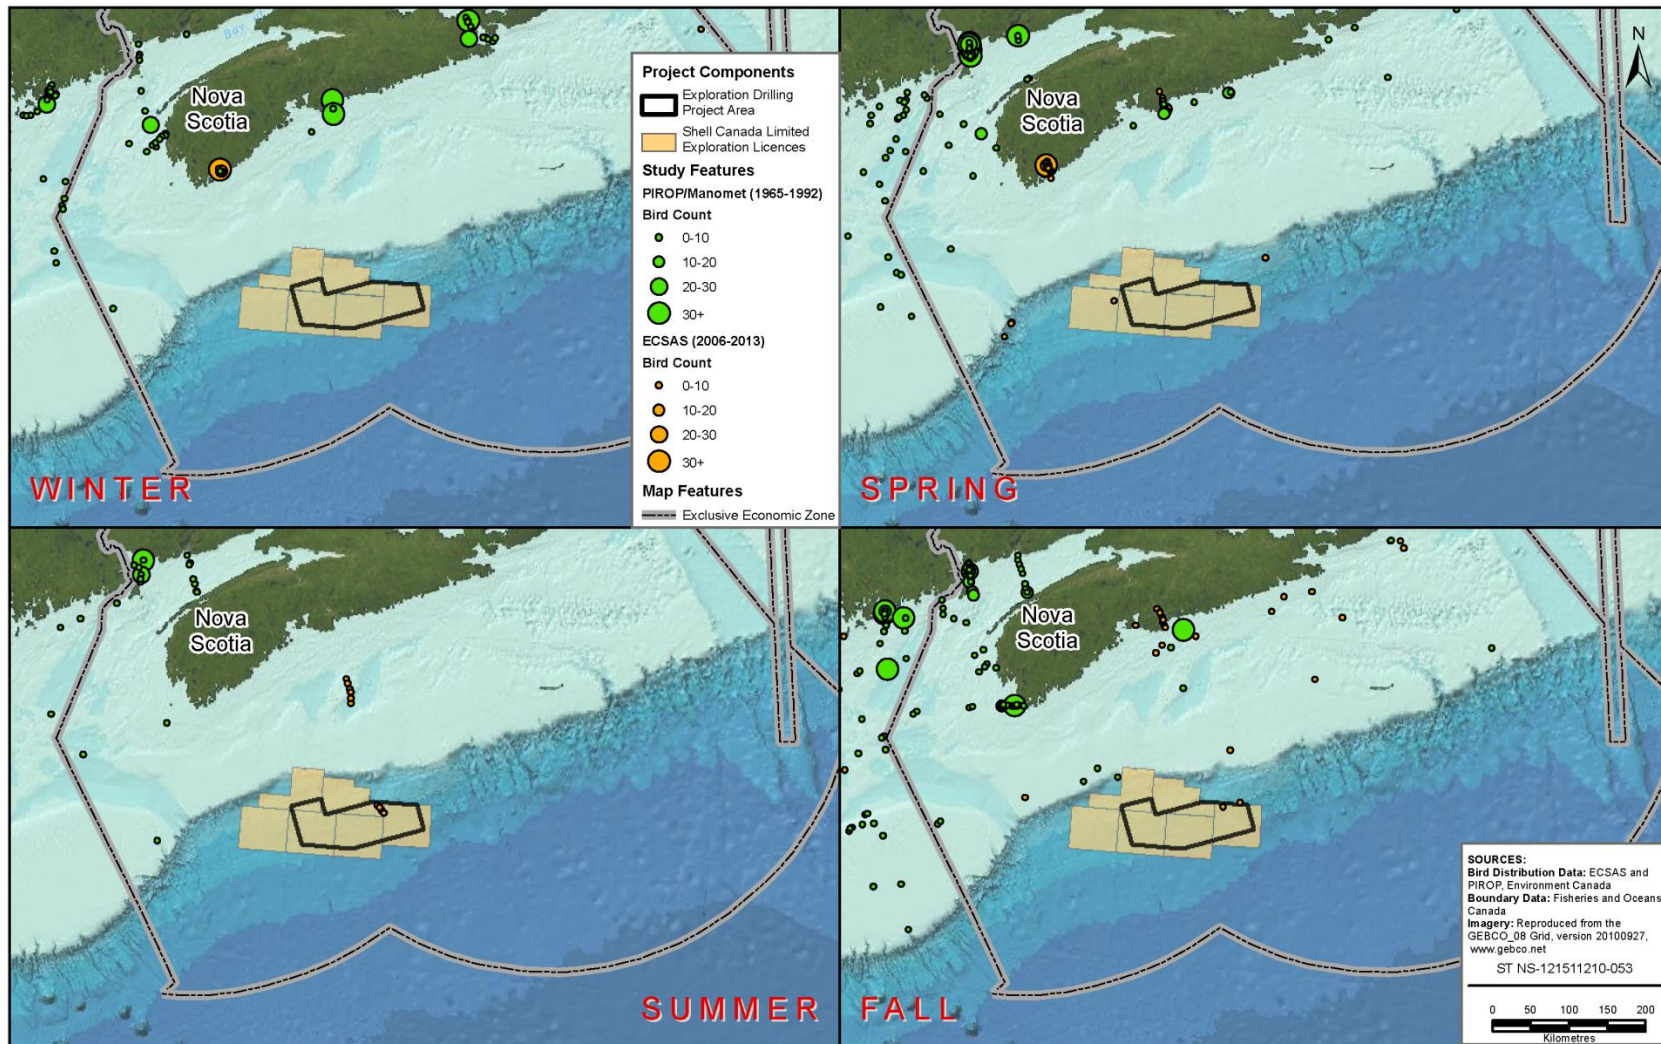 Bay
Nova
Scotia
WINTER
Project Components
Exploration Drilling
Project Area
Shell Canada Limited
Exploration Licences
Study Features
PIROP/Manomet (1965-1992)
Bird Count
0-10
10-20
20-30
30+
ECSAS (2006-2013)
Bird Count
0-10
10-20
20-30
30+
Map Features
Exclusive Economic Zone
N
Nova
Scotia
SPRING
Nova
Scotia
SUMMER
Nova
Scotia
FALL
SOURCES:
Bird Distribution Data: ECSAS and
PIROP, Environment Canada
Boundary Data: Fisheries and Oceans
Canada
Imagery: Reproduced from the
GEBCO_08 Grid, version 20100927,
www.gebco.net
ST NS-121511210-053
0 50 100 150 200
Kilometres